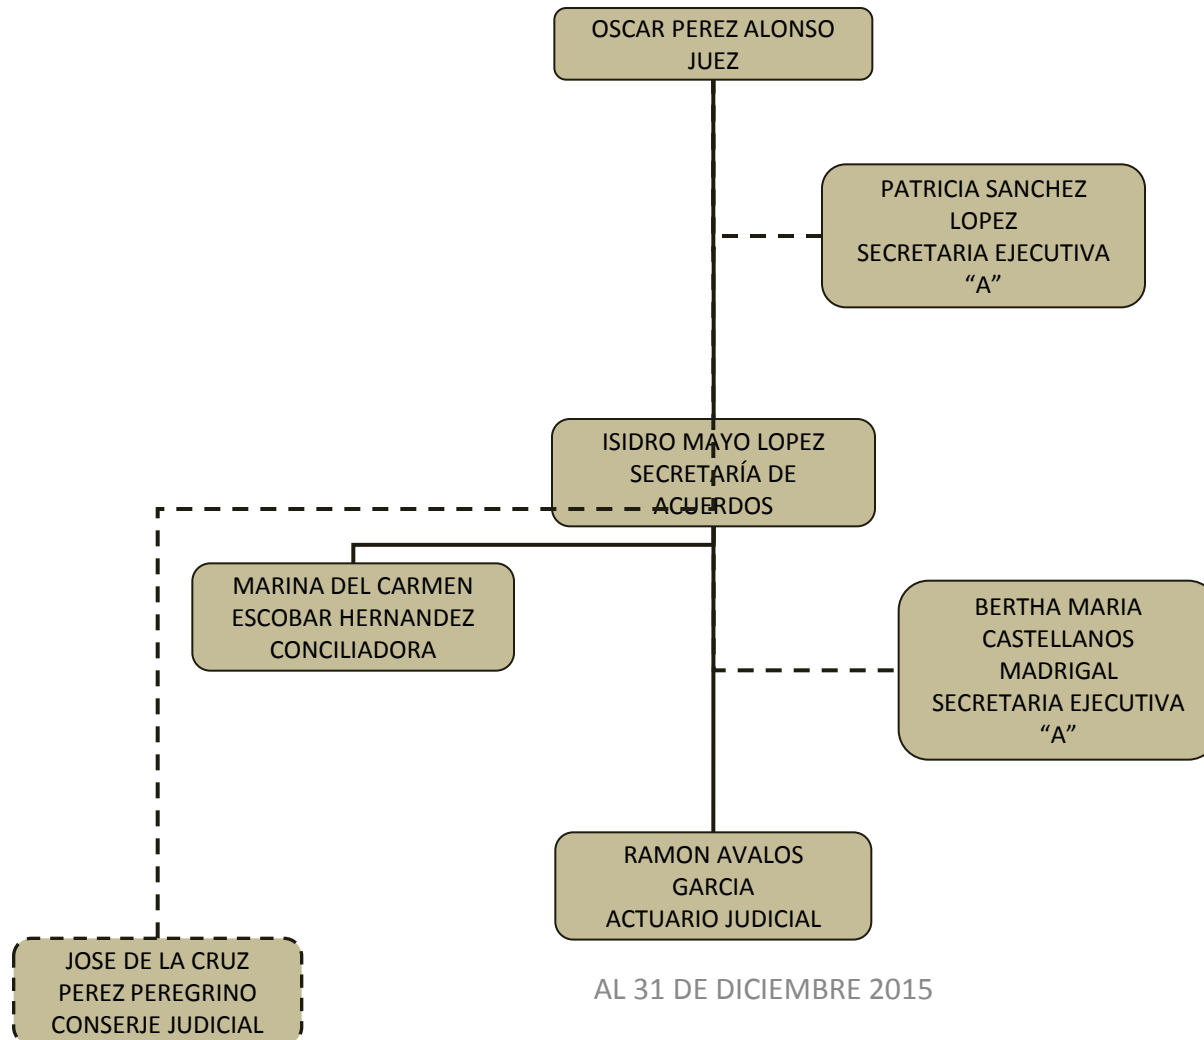 OSCAR PEREZ ALONSO
JUEZ
PATRICIA SANCHEZ
LOPEZ
SECRETARIA EJECUTIVA
“A”
ISIDRO MAYO LOPEZ
SECRETARÍA DE
ACUERDOS
MARINA DEL CARMEN
ESCOBAR HERNANDEZ
CONCILIADORA
BERTHA MARIA
CASTELLANOS
MADRIGAL
SECRETARIA EJECUTIVA
“A”
RAMON AVALOS
GARCIA
ACTUARIO JUDICIAL
JOSE DE LA CRUZ
PEREZ PEREGRINO
CONSERJE JUDICIAL
AL 31 DE DICIEMBRE 2015